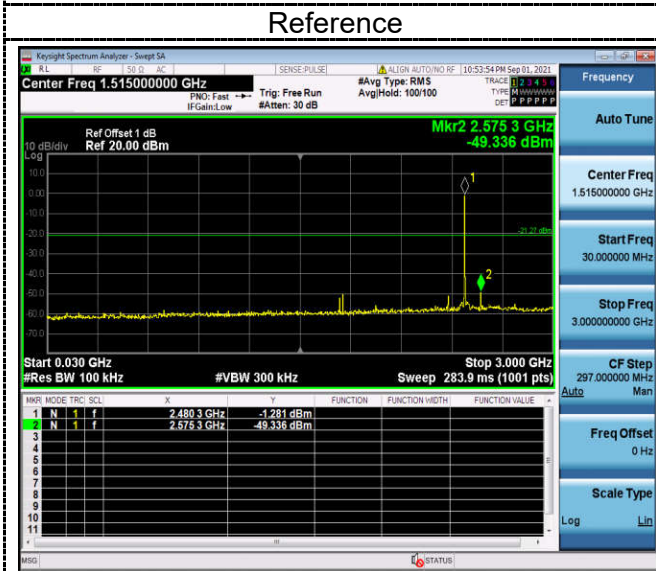 Reference
Keysight Spectrum Analyzer - Swept SA
RL RF 50 Ω AC SENSE:PULSE ALIGN AUTO/NO RF 10:53:54 PM Sep 01, 2021
Center Freq 1.515000000 GHz
PNO: Fast
IFGain:Low
Trig: Free Run
#Atten: 30 dB
#Avg Type: RMS
Avg|Hold: 100/100
TRACE 1 2 3 4 5 6
TYPE M WWWWW
DET P P P P P P
Ref Offset 1 dB
10 dB/div Ref 20.00 dBm
Log
Mkr2 2.575 3 GHz
-49.336 dBm
10.0
0.00
-10.0
-20.0
-30.0
-40.0
-50.0
-60.0
-70.0
1
-21.27 dBm
2
Start 0.030 GHz Stop 3.000 GHz
#Res BW 100 kHz #VBW 300 kHz Sweep 283.9 ms (1001 pts)
MKR MODE TRC SCL X Y FUNCTION FUNCTION WIDTH FUNCTION VALUE
1 N 1 f 2.480 3 GHz -1.281 dBm
2 N 1 f 2.575 3 GHz -49.336 dBm
3
4
5
6
7
8
9
10
11
MSG STATUS
Frequency
Auto Tune
Center Freq
1.515000000 GHz
Start Freq
30.000000 MHz
Stop Freq
3.000000000 GHz
CF Step
297.000000 MHz
Auto Man
Freq Offset
0 Hz
Scale Type
Log Lin